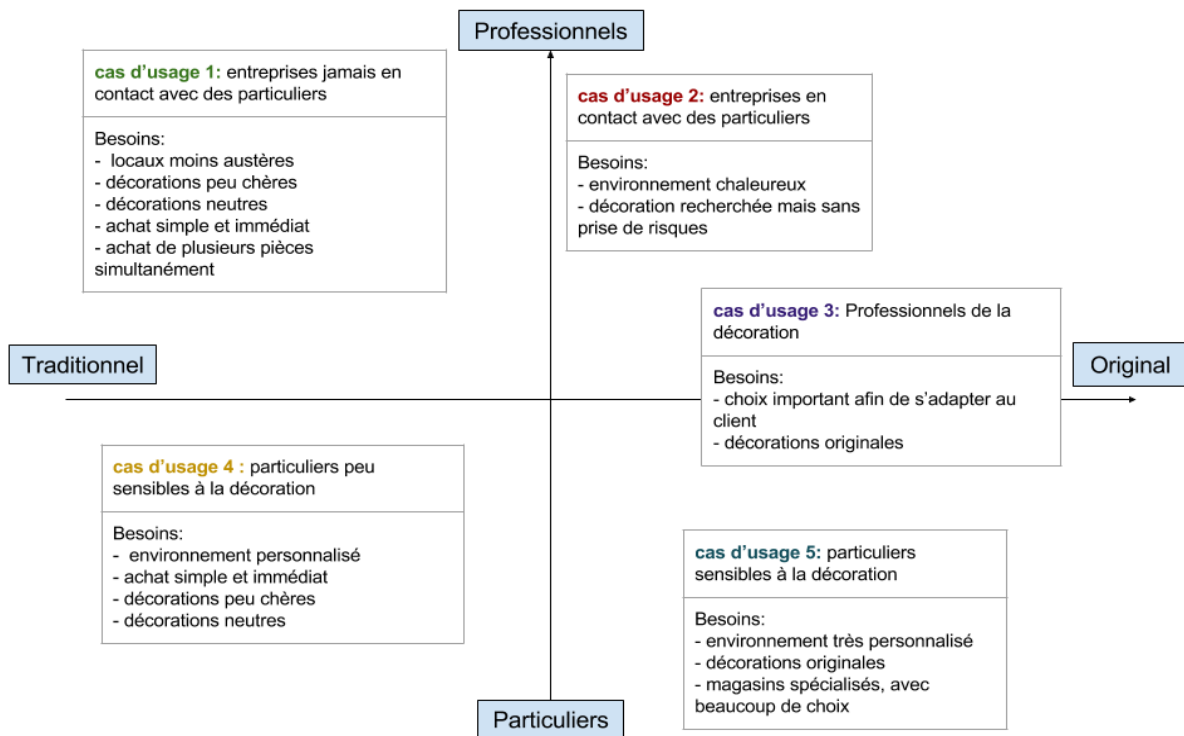 Professionnels
cas d'usage 1: entreprises jamais en
contact avec des particuliers
Besoins:
- locaux moins austères
- décorations peu chères
- décorations neutres
- achat simple et immédiat
- achat de plusieurs pièces
simultanément
cas d'usage 2: entreprises en
contact avec des particuliers
Besoins:
- environnement chaleureux
- décoration recherchée mais sans
prise de risques
Traditionnel
cas d'usage 3: Professionnels de la
décoration
Besoins:
- choix important afin de s'adapter au
client
- décorations originales
Original
cas d'usage 4 : particuliers peu
sensibles à la décoration
Besoins:
- environnement personnalisé
- achat simple et immédiat
- décorations peu chères
- décorations neutres
cas d'usage 5: particuliers
sensibles à la décoration
Besoins:
- environnement très personnalisé
- décorations originales
- magasins spécialisés, avec
beaucoup de choix
Particuliers